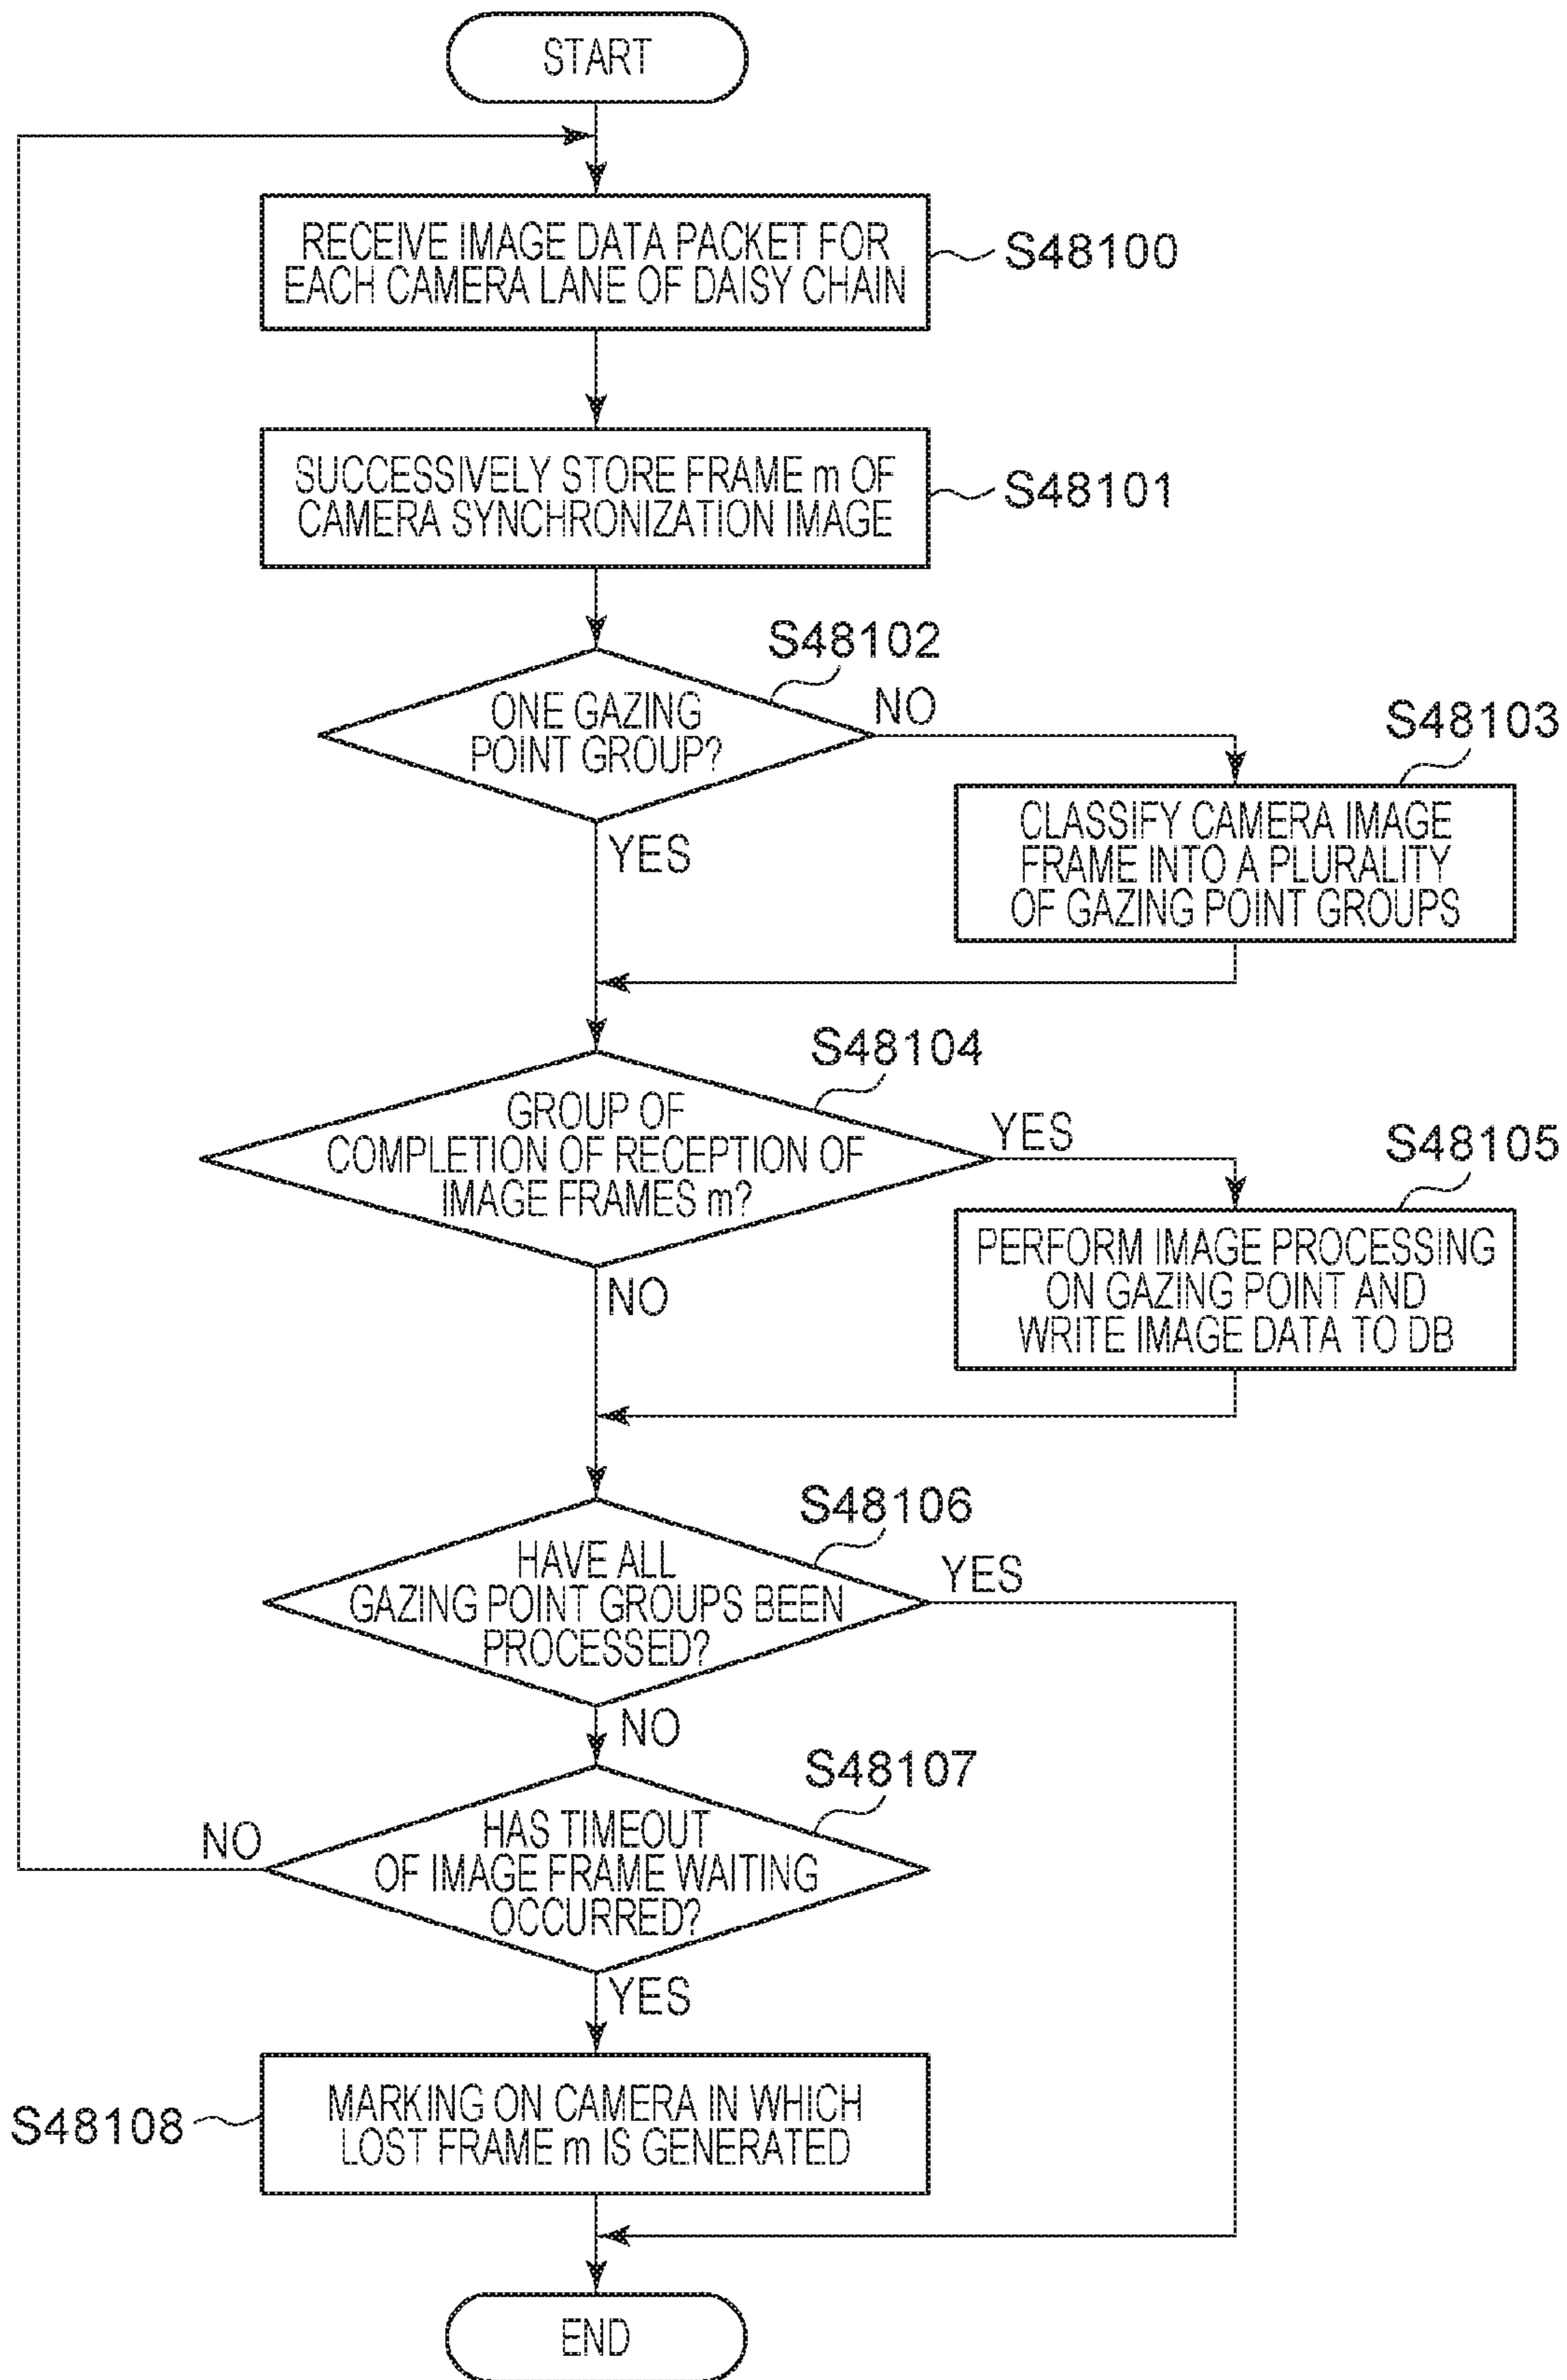 START
RECEIVE IMAGE DATA PACKET FOR
EACH CAMERA LANE OF DAISY CHAIN
S48100
SUCCESSIVELY STORE FRAME m OF
CAMERA SYNCHRONIZATION IMAGE
S48101
S48102
ONE GAZING
POINT GROUP?
NO
YES
S48103
CLASSIFY CAMERA IMAGE
FRAME INTO A PLURALITY
OF GAZING POINT GROUPS
S48104
GROUP OF
COMPLETION OF RECEPTION OF
IMAGE FRAMES m?
YES
NO
S48105
PERFORM IMAGE PROCESSING
ON GAZING POINT AND
WRITE IMAGE DATA TO DB
S48106
HAVE ALL
GAZING POINT GROUPS BEEN
PROCESSED?
YES
NO
S48107
HAS TIMEOUT
OF IMAGE FRAME WAITING
OCCURRED?
NO
YES
S48108
MARKING ON CAMERA IN WHICH
LOST FRAME m IS GENERATED
END